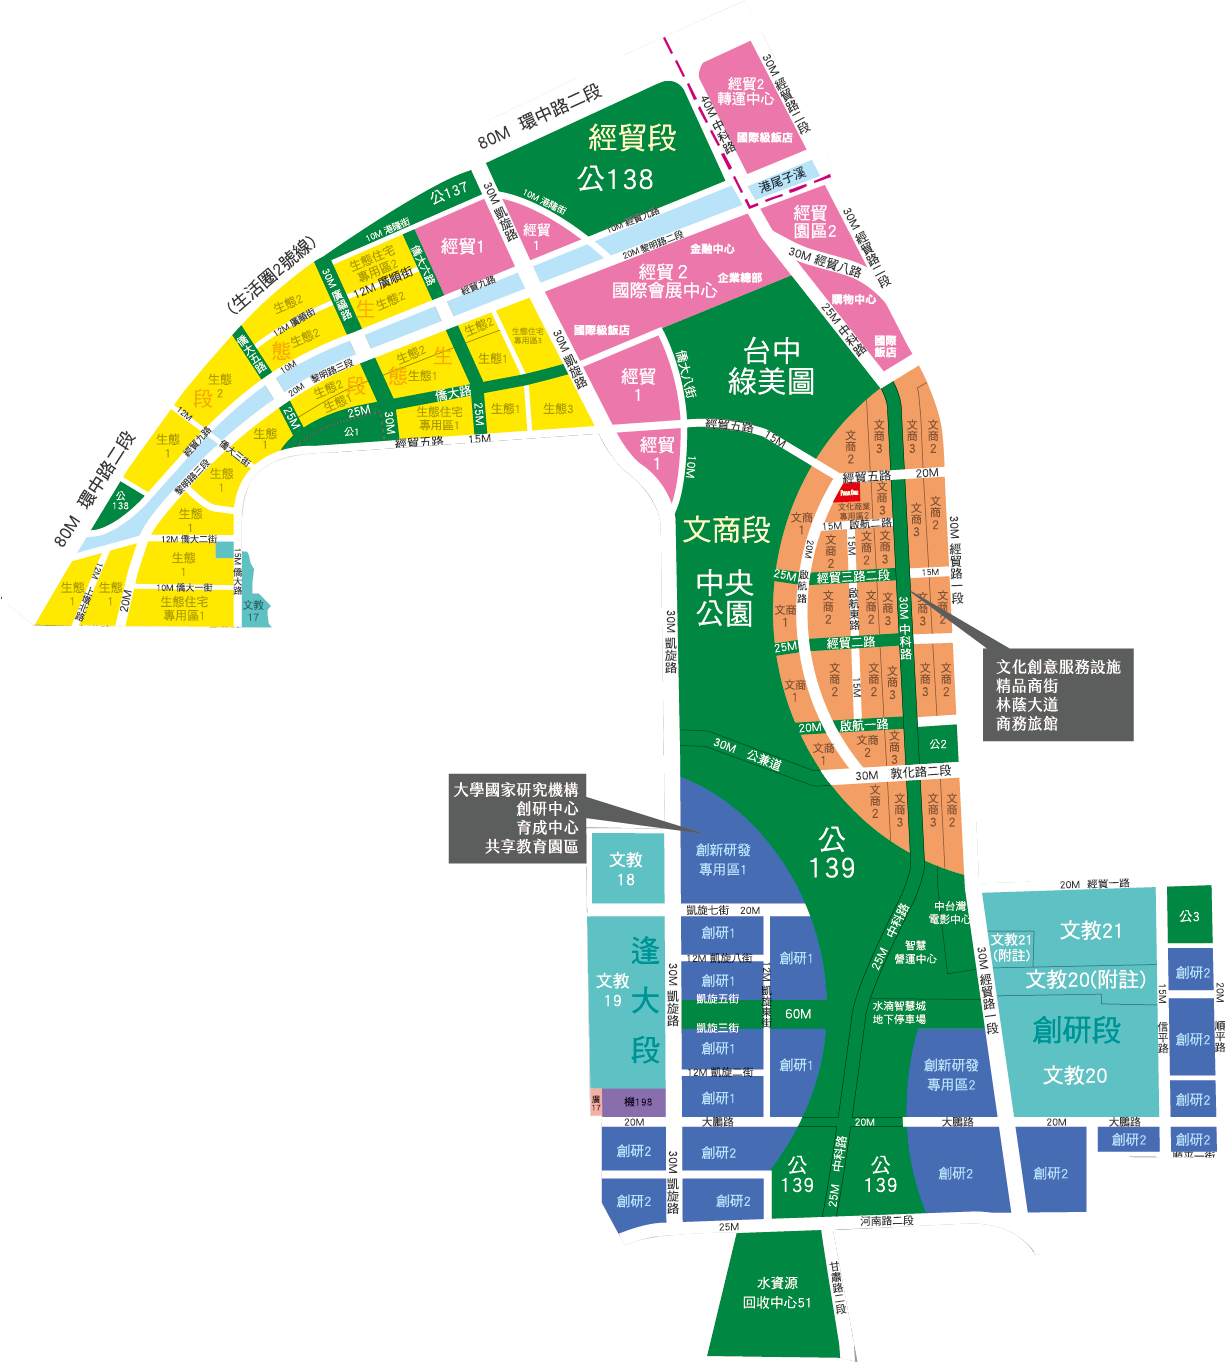 80M 環中路二段
經貿段
公138
40M 中科路
30M 經貿路二段
經貿2
轉運中心
國際級飯店
港尾子溪
公137
10M 港隆街
30M 凱旋路
10M 港隆街
經貿
1
10M 經貿九路
20M 黎明路二段
經貿
園區2
30M 經貿路二段
30M 經貿八路
(生活圈2號線)
生態住宅
專用區2
僑大六路
經貿1
經貿九路
金融中心
經貿 2
國際會展中心
企業總部
國際級飯店
購物中心
國際
飯店
25M 中科路
30M 廣福路
12M 廣順街
生態2
生態2
12M 廣順街
生態2
生
態
段
僑大五路
10M
20M
黎明路三段
生態2
生態1
生態2
生態1
生
態
段
生態2
生態1
生態住宅
專用區3
30M 凱旋路
僑大路
25M
25M
30M
25M
生態住宅
專用區1
生態1
生態3
公1
經貿五路
15M
生態
2
12M
生態
1
生態
1
經貿九路
僑大三街
黎明路三段
生態
1
80M 環中路二段
公
138
生態
1
12M 僑大二街
生態
1
15M 僑大路
10M 僑大一街
生態住宅
專用區1
文教
17
生態
1
生態
1
12M
20M
經貿
1
僑大八街
台中
綠美圖
經貿
1
10M
經貿五路
15M
文商段
中央
公園
30M 凱旋路
文商
2
文商
3
文商
3
文商
2
經貿五路
20M
文化商業
專用區2
文商
3
文商
3
文商
2
文商
1
15M
啟航二路
20M
啟航路
文商
2
15M
文商
2
文商
3
30M 經貿路一段
15M
25M
經貿三路二段
文商
1
文商
2
啟航東路
文商
2
文商
3
30M 中科路
文商
3
文商
2
25M
經貿二路
文商
1
文商
2
15M
文商
2
文商
3
文商
3
文商
2
20M
啟航一路
文商
1
文商
2
文商
3
公2
30M
敦化路二段
文商
2
文商
3
文商
3
文商
2
文化創意服務設施
精品商街
林蔭大道
商務旅館
30M 公兼道
大學國家研究機構
創研中心
育成中心
共享教育園區
創新研發
專用區1
公
139
文教
18
凱旋七街
20M
創研1
12M 凱旋八街
創研1
創研1
凱旋五街
60M
凱旋三街
創研1
12M 凱旋二街
創研1
創研1
文教
19
逢
大
段
30M 凱旋路
廣
17
機198
25M
中科路
中台灣
電影中心
智慧
營運中心
水湳智慧城
地下停車場
30M 經貿路一段
創新研發
專用區2
20M 經貿一路
文教21
文教21
(附註)
文教20(附註)
創研段
文教20
15M
信平路
公3
創研2
創研2
創研2
20M
順平路
20M
大鵬路
20M
大鵬路
20M
大鵬路
創研2
創研2
創研2
創研2
30M 凱旋路
公
139
25M
中科路
公
139
創研2
創研2
創研2
創研2
25M
河南路二段
水資源
回收中心51
甘肅路二段